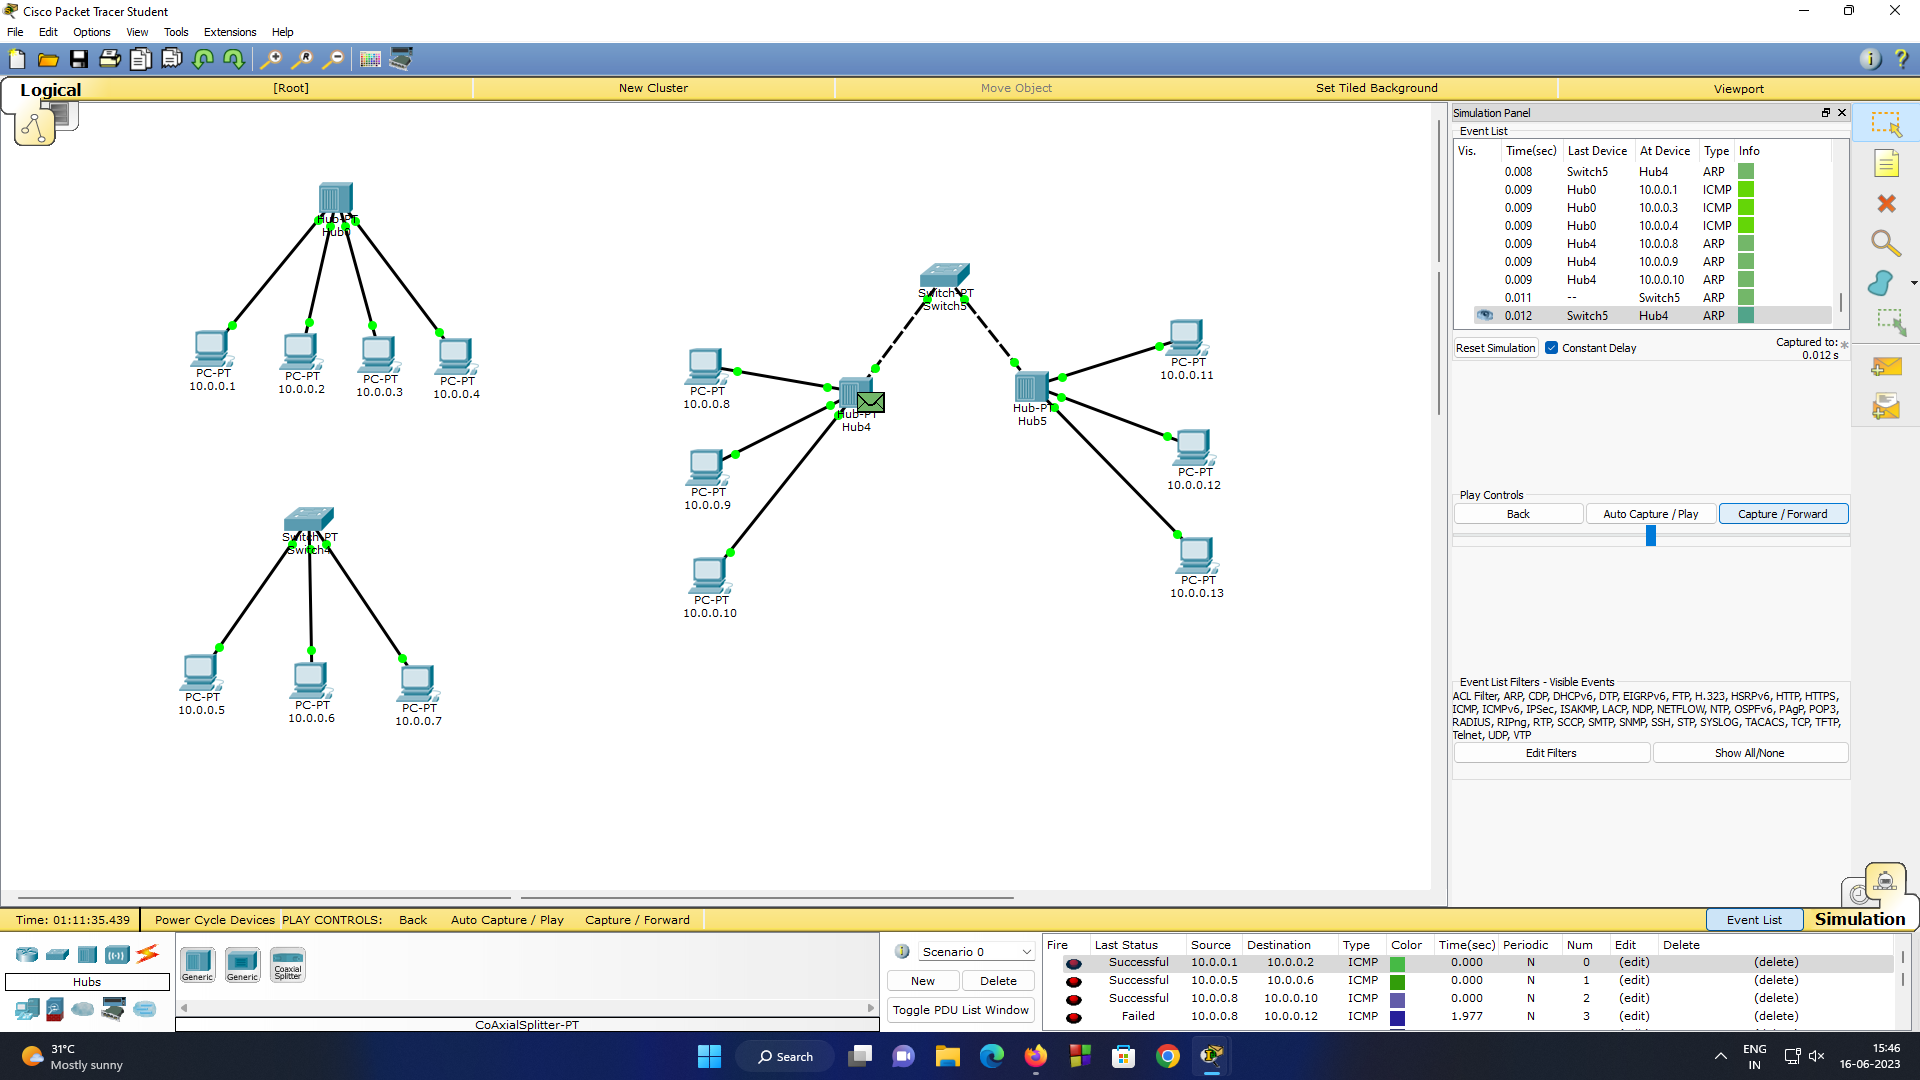 Cisco Packet Tracer Student
File Edit Options View Tools Extensions Help
Logical [Root] New Cluster Move Object Set Tiled Background Viewport
Hub-PT
Hub0
PC-PT
10.0.0.1
PC-PT
10.0.0.2
PC-PT
10.0.0.3
PC-PT
10.0.0.4
Switch-PT
Switch4
PC-PT
10.0.0.5
PC-PT
10.0.0.6
PC-PT
10.0.0.7
Switch-PT
Switch5
PC-PT
10.0.0.8
Hub-PT
Hub4
PC-PT
10.0.0.9
PC-PT
10.0.0.10
Hub-PT
Hub5
PC-PT
10.0.0.11
PC-PT
10.0.0.12
PC-PT
10.0.0.13
Simulation Panel
Event List
Vis. Time(sec) Last Device At Device Type Info
0.008 Switch5 Hub4 ARP
0.009 Hub0 10.0.0.1 ICMP
0.009 Hub0 10.0.0.3 ICMP
0.009 Hub0 10.0.0.4 ICMP
0.009 Hub4 10.0.0.8 ARP
0.009 Hub4 10.0.0.9 ARP
0.009 Hub4 10.0.0.10 ARP
0.011 -- Switch5 ARP
0.012 Switch5 Hub4 ARP
Reset Simulation Constant Delay Captured to: *
0.012 s
Play Controls
Back Auto Capture / Play Capture / Forward
Event List Filters - Visible Events
ACL Filter, ARP, CDP, DHCPv6, DTP, EIGRPv6, FTP, H.323, HSRPv6, HTTP, HTTPS,
ICMP, ICMPv6, IPSec, ISAKMP, LACP, NDP, NETFLOW, NTP, OSPFv6, PAgP, POP3,
RADIUS, RIPng, RTP, SCCP, SMTP, SNMP, SSH, STP, SYSLOG, TACACS, TCP, TFTP,
Telnet, UDP, VTP
Edit Filters Show All/None
Time: 01:11:35.439 Power Cycle Devices PLAY CONTROLS: Back Auto Capture / Play Capture / Forward Event List Simulation
Hubs
Generic
Generic
Coaxial
Splitter
CoAxialSplitter-PT
Scenario 0
New Delete
Toggle PDU List Window
Fire Last Status Source Destination Type Color Time(sec) Periodic Num Edit Delete
Successful 10.0.0.1 10.0.0.2 ICMP 0.000 N 0 (edit) (delete)
Successful 10.0.0.5 10.0.0.6 ICMP 0.000 N 1 (edit) (delete)
Successful 10.0.0.8 10.0.0.10 ICMP 0.000 N 2 (edit) (delete)
Failed 10.0.0.8 10.0.0.12 ICMP 1.977 N 3 (edit) (delete)
31°C
Mostly sunny
Search
ENG
IN
15:46
16-06-2023